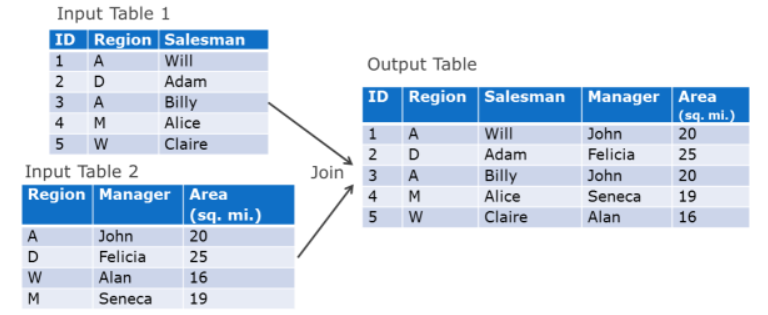 Input Table 1
ID Region Salesman
1 A Will
2 D Adam
3 A Billy
4 M Alice
5 W Claire
Input Table 2
Region Manager Area
(sq. mi.)
A John 20
D Felicia 25
W Alan 16
M Seneca 19
Join
Output Table
ID Region Salesman Manager Area
(sq. mi.)
1 A Will John 20
2 D Adam Felicia 25
3 A Billy John 20
4 M Alice Seneca 19
5 W Claire Alan 16